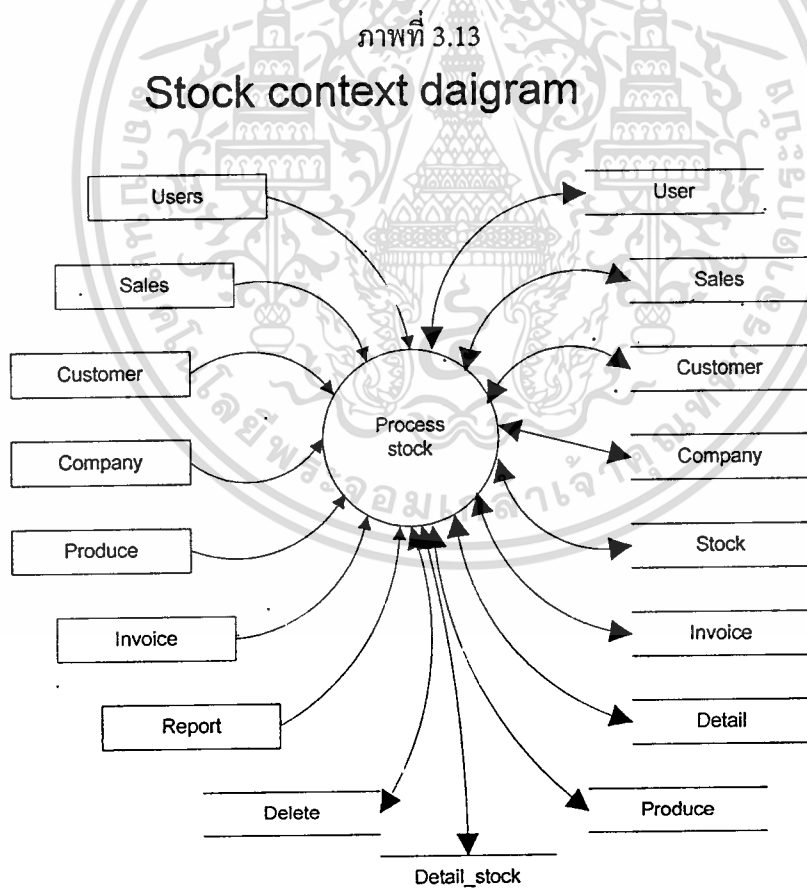 ภาพที่ 3.13
Stock context daigram
Users
User
Sales
Sales
Customer
Customer
Process
stock
Company
Company
Produce
Stock
Invoice
Invoice
Report
Detail
Delete
Produce
Detail_stock